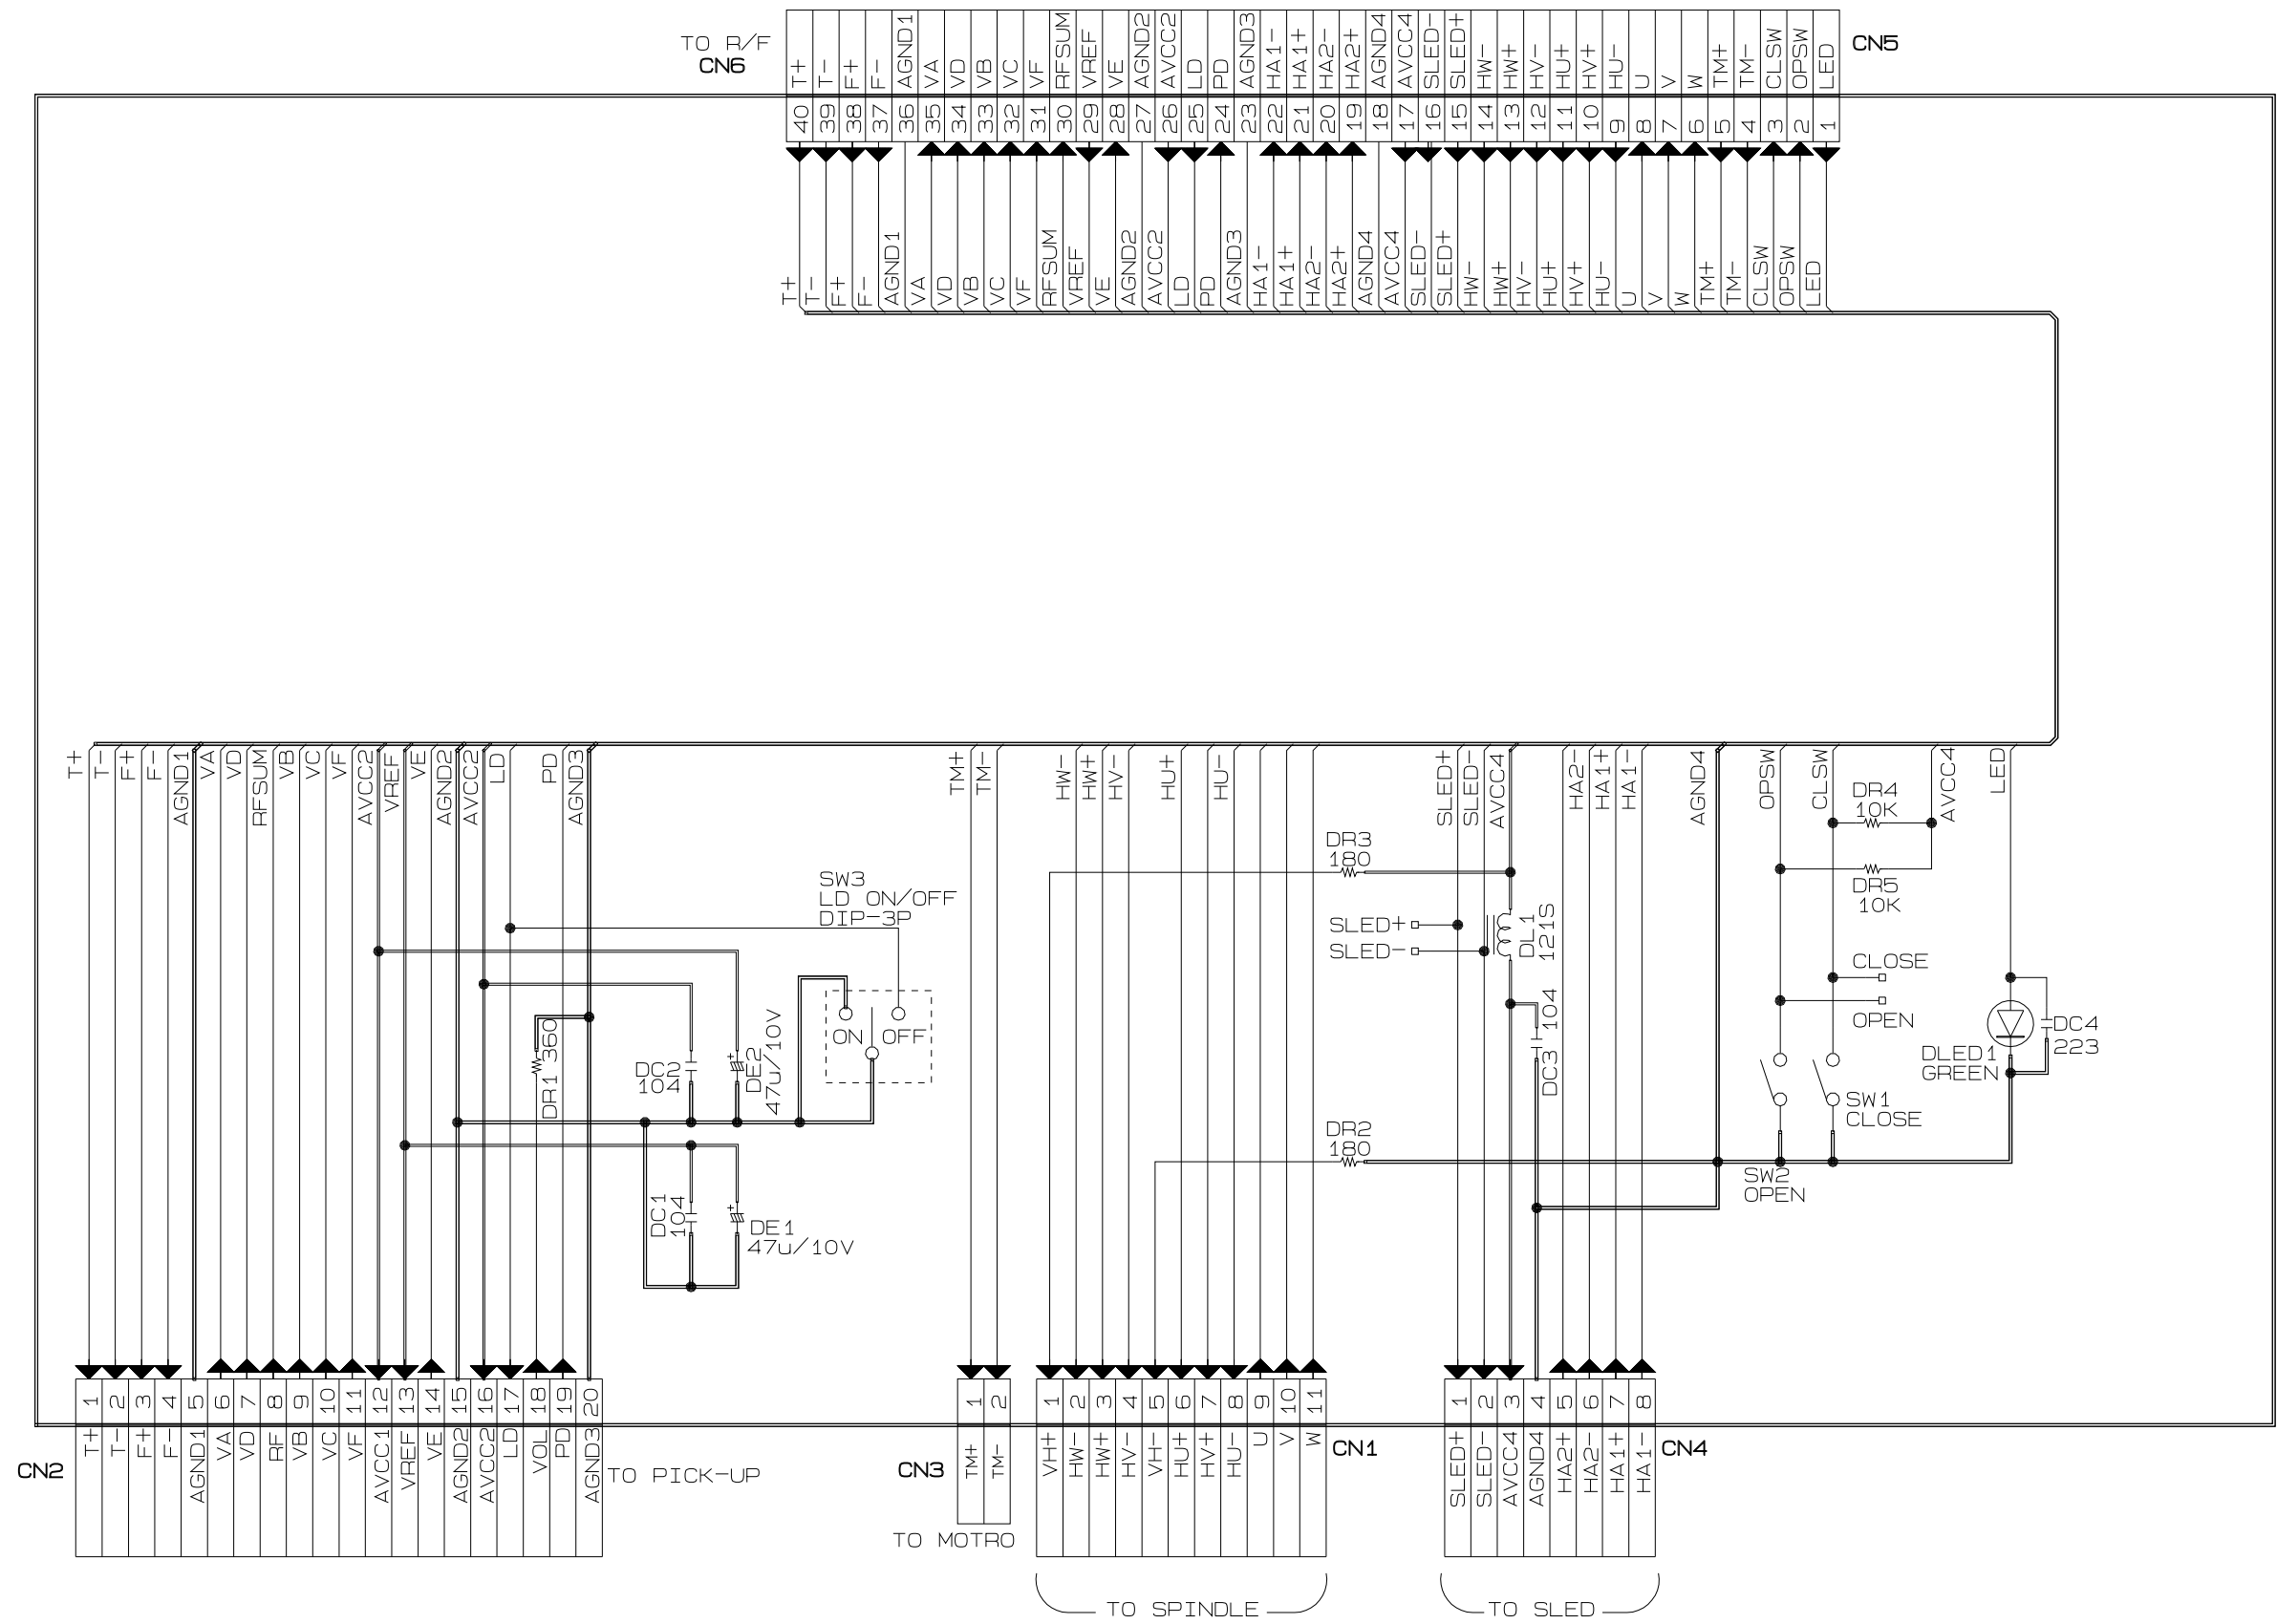 TO R/F
CN6
T+ T- F+ F- AGND1 VA VD VB VC VF RFSUM VREF VE AGND2 AVCC2 LD PD AGND3 HA1- HA1+ HA2- HA2+ AGND4 AVCC4 SLED- SLED+ HW- HW+ HV- HU+ HV+ HU- U V W TM+ TM- CLSW OPSW LED
CN5
40 39 38 37 36 35 34 33 32 31 30 29 28 27 26 25 24 23 22 21 20 19 18 17 16 15 14 13 12 11 10 9 8 7 6 5 4 3 2 1
T+ T- F+ F- AGND1 VA VD VB VC VF RFSUM VREF VE AGND2 AVCC2 LD PD AGND3 HA1- HA1+ HA2- HA2+ AGND4 AVCC4 SLED- SLED+ HW- HW+ HV- HU+ HV+ HU- U V W TM+ TM- CLSW OPSW LED
T+ T- F+ F- AGND1 VA VD RFSUM VB VC VF AVCC2 VREF VE AGND2 AVCC2 LD PD AGND3
TM+ TM-
HW- HW+ HV- HU+ HU-
SLED+ SLED- AVCC4 HA2- HA1+ HA1- AGND4 OPSW CLSW AVCC4 LED
DR4
10K
DR3
180
DR5
10K
SW3
LD ON/OFF
DIP-3P
SLED+
SLED-
DL1
121S
CLOSE
OPEN
ON OFF
DR1 360
DC2
104
DE2
47u/10V
DC3 104
DC4
223
DLED1
GREEN
SW1
CLOSE
DR2
180
SW2
OPEN
DC1
104
DE1
47u/10V
1 2 3 4 5 6 7 8 9 10 11 12 13 14 15 16 17 18 19 20
1 2
1 2 3 4 5 6 7 8 9 10 11
1 2 3 4 5 6 7 8
CN2
T+ T- F+ F- AGND1 VA VD RF VB VC VF AVCC1 VREF VE AGND2 AVCC2 LD VOL PD AGND3
TO PICK-UP
CN3
TM+ TM-
TO MOTRO
VH+ HW- HW+ HV- VH- HU+ HV+ HU- U V W
CN1
SLED+ SLED- AVCC4 AGND4 HA2+ HA2- HA1+ HA1-
CN4
TO SPINDLE
TO SLED